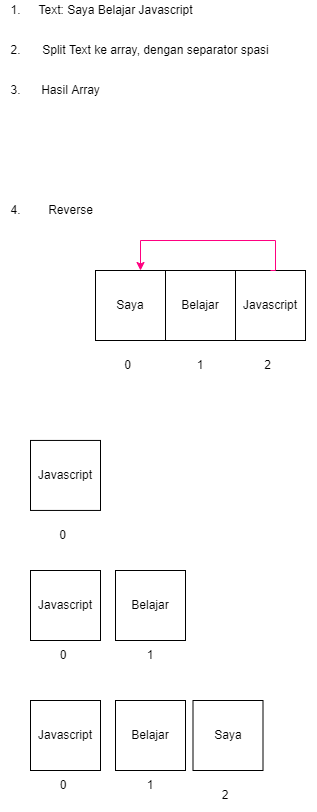 1. Text: Saya Belajar Javascript
2. Split Text ke array, dengan separator spasi
3. Hasil Array
4. Reverse
Saya Belajar Javascript
0 1 2
Javascript
0
Javascript Belajar
0 1
Javascript Belajar Saya
0 1 2